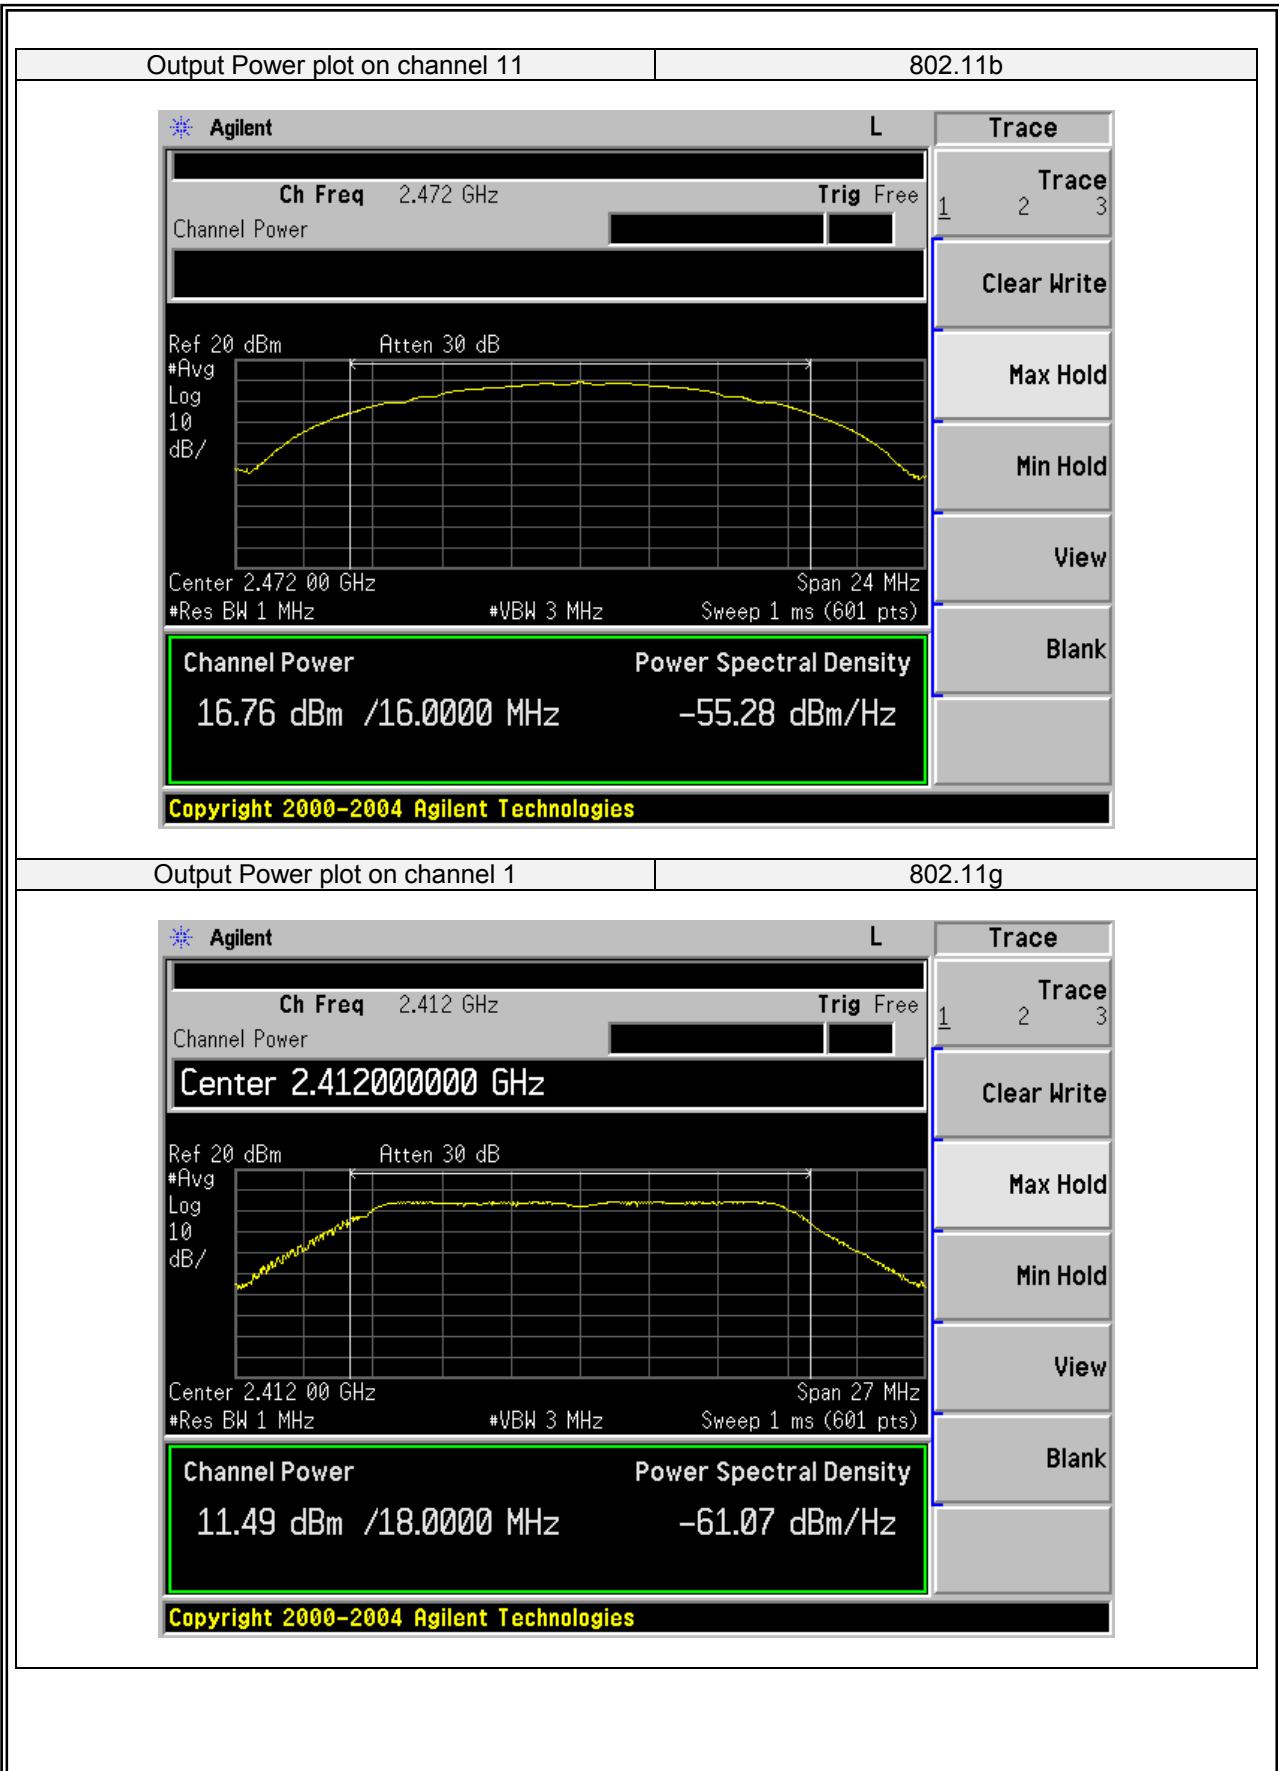 Output Power plot on channel 11 802.11b
Agilent L Trace
Ch Freq 2.472 GHz Trig Free
Channel Power
Trace
1 2 3
Clear Write
Max Hold
Min Hold
View
Blank
Ref 20 dBm Atten 30 dB
#Avg
Log
10
dB/
Center 2.472 00 GHz Span 24 MHz
#Res BW 1 MHz #VBW 3 MHz Sweep 1 ms (601 pts)
Channel Power Power Spectral Density
16.76 dBm /16.0000 MHz -55.28 dBm/Hz
Copyright 2000-2004 Agilent Technologies
Output Power plot on channel 1 802.11g
Agilent L Trace
Ch Freq 2.412 GHz Trig Free
Channel Power
Center 2.412000000 GHz
Trace
1 2 3
Clear Write
Max Hold
Min Hold
View
Blank
Ref 20 dBm Atten 30 dB
#Avg
Log
10
dB/
Center 2.412 00 GHz Span 27 MHz
#Res BW 1 MHz #VBW 3 MHz Sweep 1 ms (601 pts)
Channel Power Power Spectral Density
11.49 dBm /18.0000 MHz -61.07 dBm/Hz
Copyright 2000-2004 Agilent Technologies